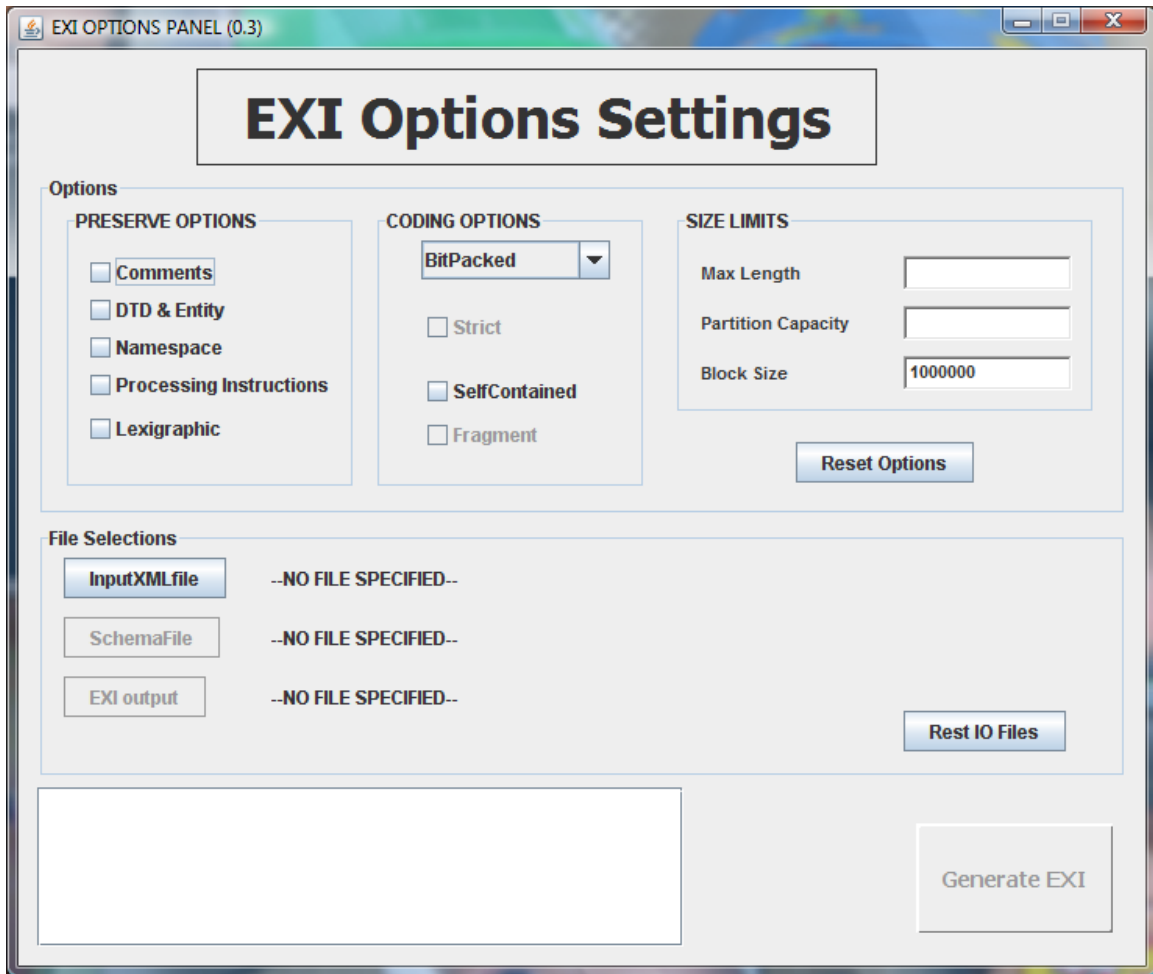 EXI OPTIONS PANEL (0.3)
EXI Options Settings
Options
PRESERVE OPTIONS
Comments
DTD & Entity
Namespace
Processing Instructions
Lexigraphic
CODING OPTIONS
BitPacked
Strict
SelfContained
Fragment
SIZE LIMITS
Max Length
Partition Capacity
Block Size 1000000
Reset Options
File Selections
InputXMLfile --NO FILE SPECIFIED--
SchemaFile --NO FILE SPECIFIED--
EXI output --NO FILE SPECIFIED--
Rest IO Files
Generate EXI